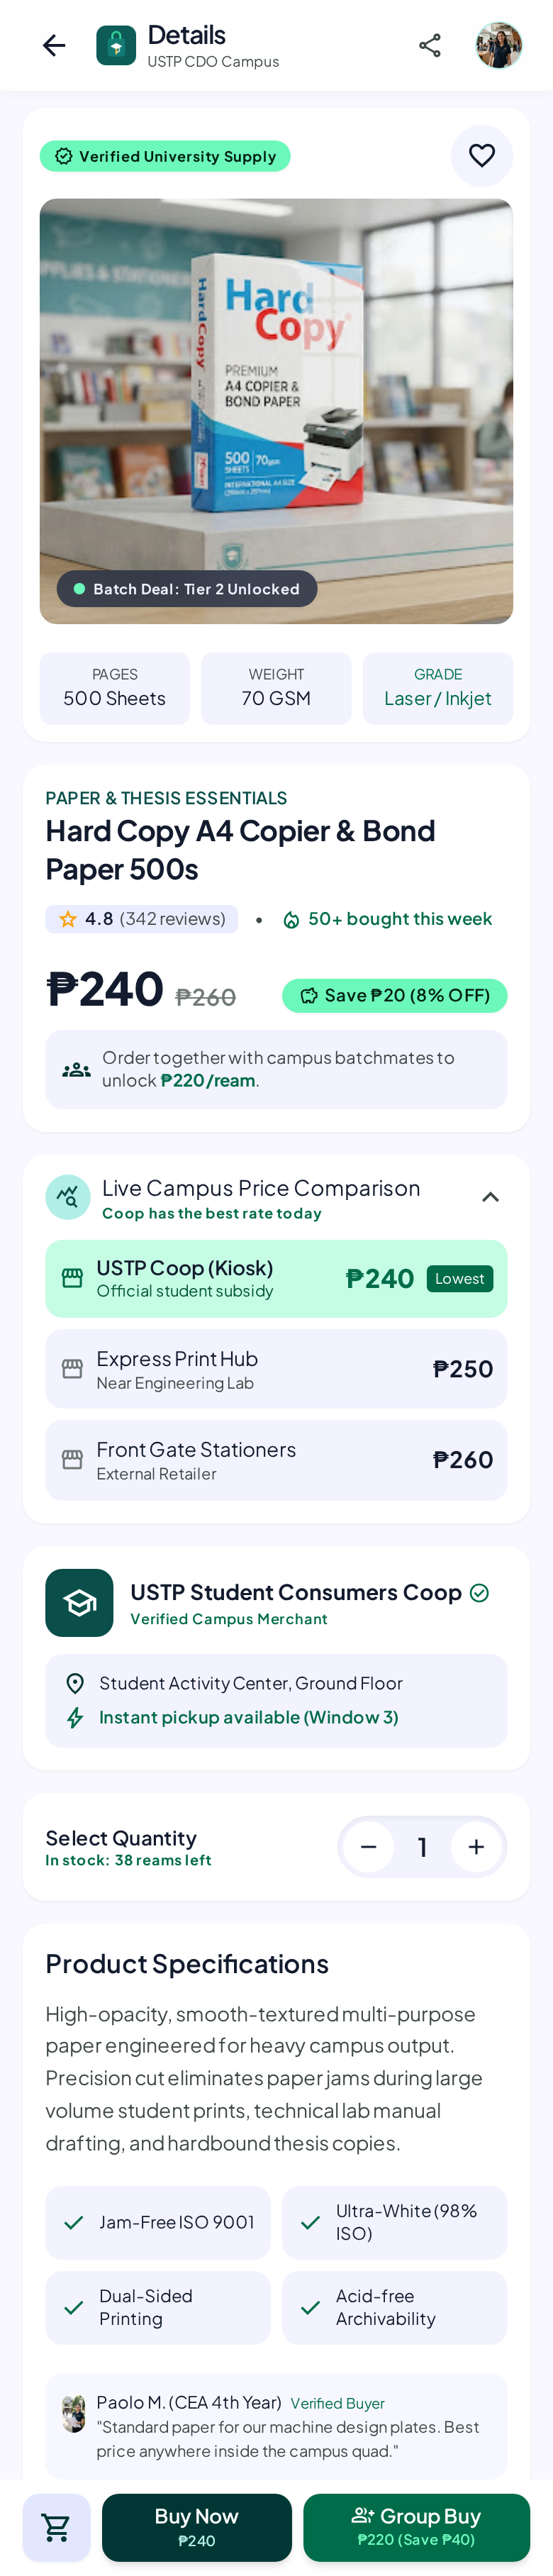 Details
USTP CDO Campus
Verified University Supply
PPLIES & STATIONE
Hard Copy
Hard
Copy
PREMIUM
A4 COPIER &
BOND PAPER
500 SHEETS 70gsm
INTERNATIONAL A4 SIZE
Batch Deal: Tier 2 Unlocked
PAGES
500 Sheets
WEIGHT
70 GSM
GRADE
Laser / Inkjet
PAPER & THESIS ESSENTIALS
Hard Copy A4 Copier & Bond
Paper 500s
4.8 (342 reviews) • 50+ bought this week
₱240 ₱260 Save ₱20 (8% OFF)
Order together with campus batchmates to
unlock ₱220/ream.
Live Campus Price Comparison
Coop has the best rate today
USTP Coop (Kiosk)
Official student subsidy
₱240 Lowest
Express Print Hub
Near Engineering Lab
₱250
Front Gate Stationers
External Retailer
₱260
USTP Student Consumers Coop
Verified Campus Merchant
Student Activity Center, Ground Floor
Instant pickup available (Window 3)
Select Quantity
In stock: 38 reams left
1
Product Specifications
High-opacity, smooth-textured multi-purpose
paper engineered for heavy campus output.
Precision cut eliminates paper jams during large
volume student prints, technical lab manual
drafting, and hardbound thesis copies.
Jam-Free ISO 9001
Ultra-White (98%
ISO)
Dual-Sided
Printing
Acid-free
Archivability
Paolo M. (CEA 4th Year) Verified Buyer
"Standard paper for our machine design plates. Best
price anywhere inside the campus quad."
Buy Now
₱240
Group Buy
₱220 (Save ₱40)